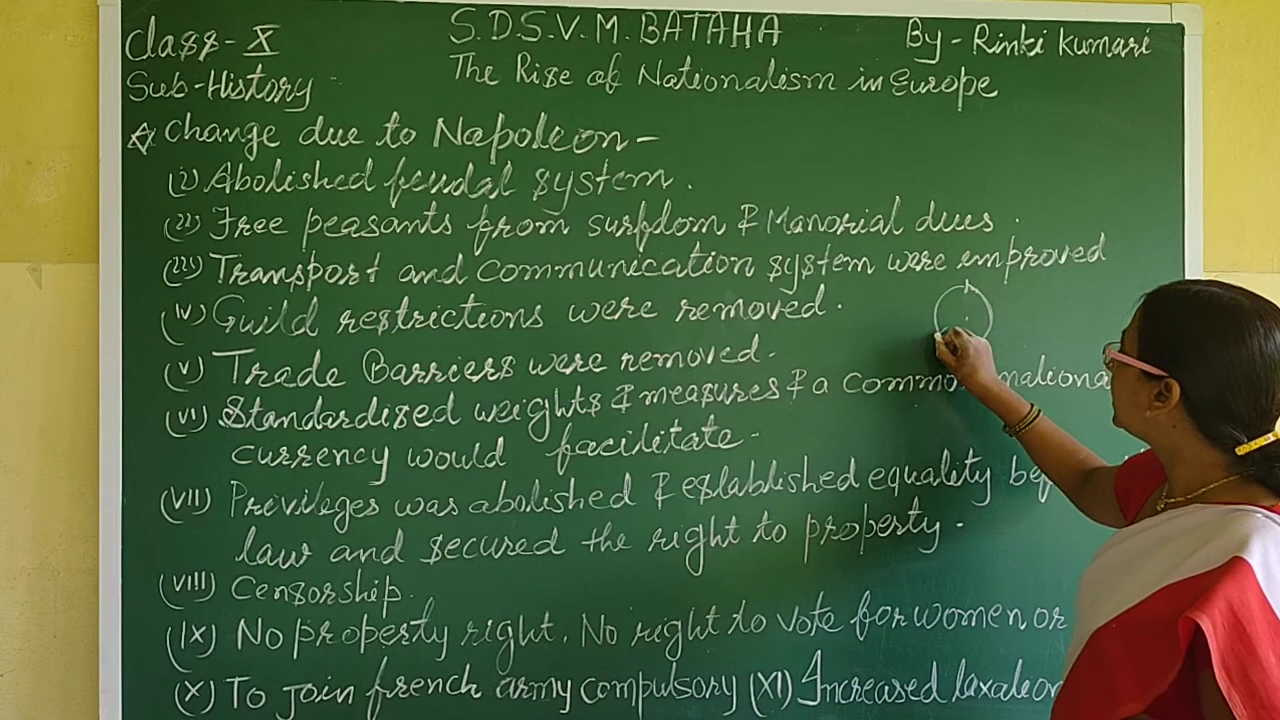 S.D.S.V.M. BATAHA
Class-X
By - Rinki Kumari
Sub-History
The Rise of Nationalism in Europe
Change due to Napoleon -
(i) Abolished feudal system.
(ii) Free peasants from surfdom & Manorial dues.
(iii) Transport and communication system were improved
(iv) Guild restrictions were removed.
(v) Trade Barriers were removed.
(VI) Standardised weights & measures & a common nationa
currency would facilitate.
(VII) Privileges was abolished & established equality bef
law and secured the right to property.
(VIII) Censorship.
(IX) No property right. No right to vote for women or
(X) To join french army compulsory (XI) Increased